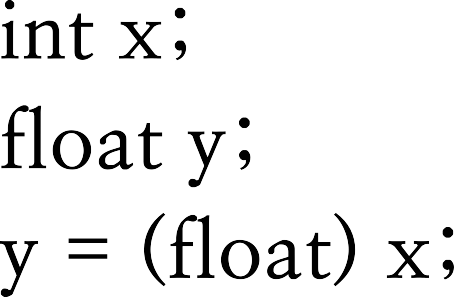 int x;
float y;
y = (float) x;